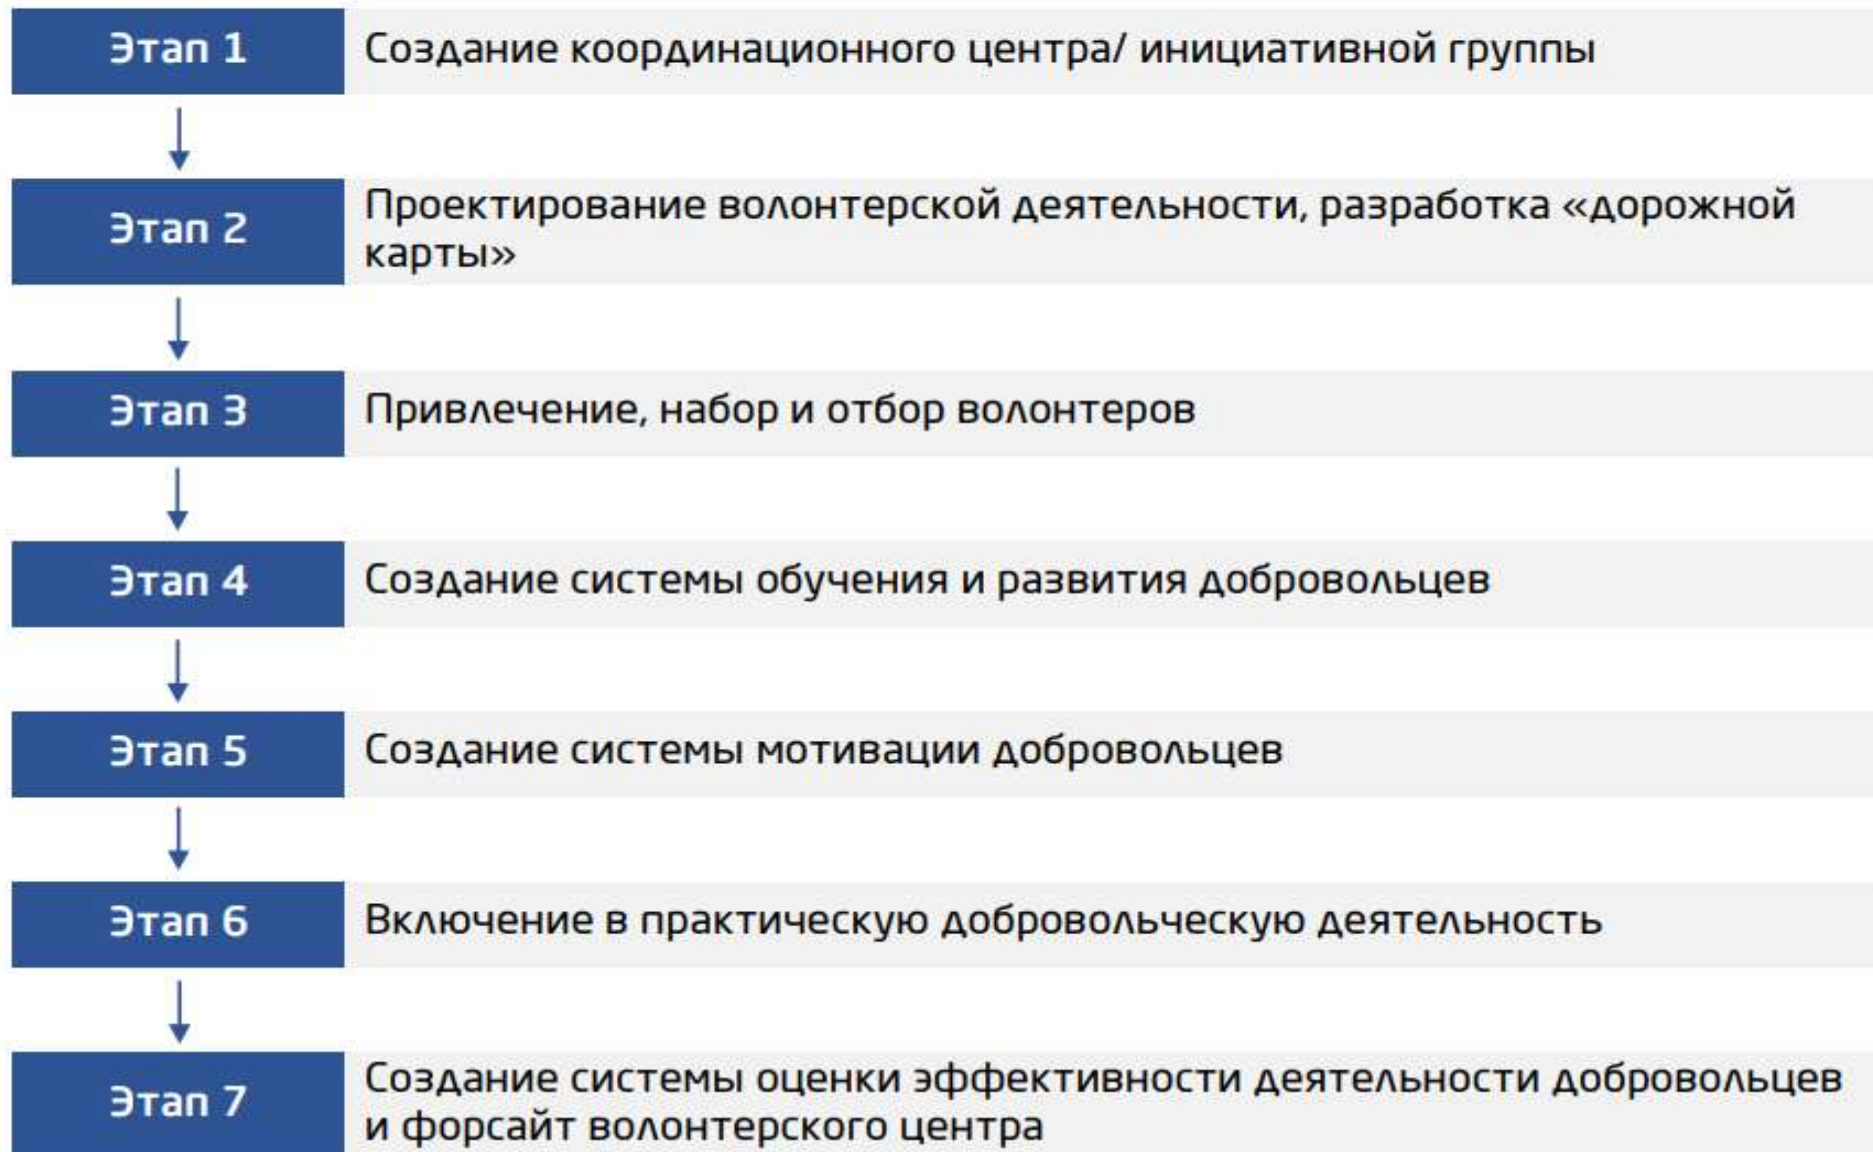 Этап 1
Создание координационного центра/ инициативной группы
Этап 2
Проектирование волонтерской деятельности, разработка «дорожной
карты»
Этап 3
Привлечение, набор и отбор волонтеров
Этап 4
Создание системы обучения и развития добровольцев
Этап 5
Создание системы мотивации добровольцев
Этап 6
Включение в практическую добровольческую деятельность
Этап 7
Создание системы оценки эффективности деятельности добровольцев
и форсайт волонтерского центра